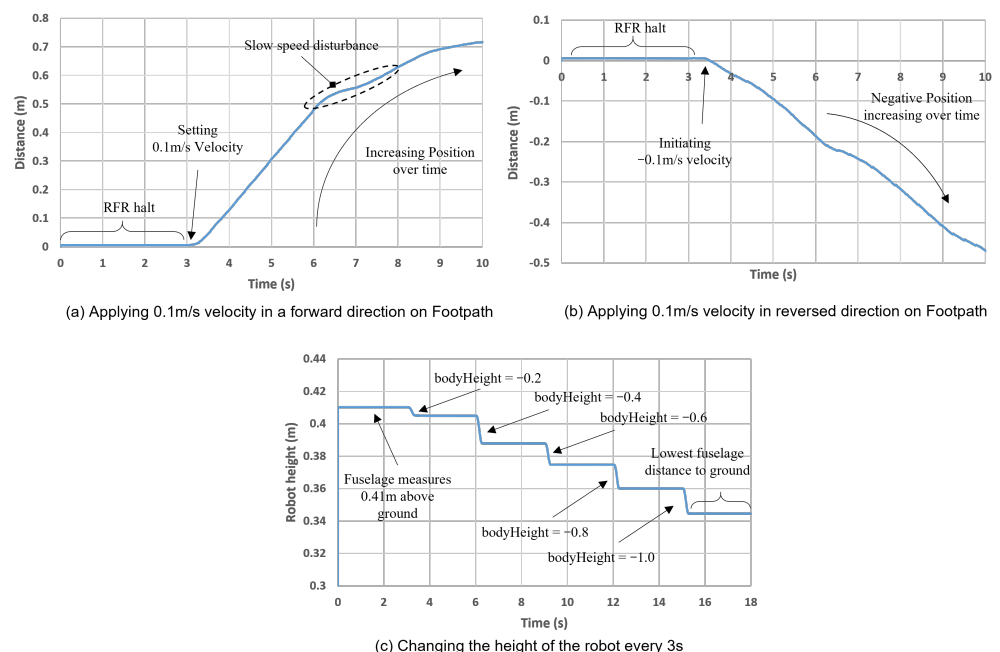 0.8
0.7
0.6
0.5
0.4
0.3
0.2
0.1
0
Distance (m)
Slow speed disturbance
Setting
0.1m/s Velocity
Increasing Position
over time
RFR halt
0 1 2 3 4 5 6 7 8 9 10
Time (s)
(a) Applying 0.1m/s velocity in a forward direction on Footpath
0.1
0
-0.1
-0.2
-0.3
-0.4
-0.5
Distance (m)
RFR halt
0 1 2 3 4 5 6 7 8 9 10
Negative Position
increasing over time
Initiating
−0.1m/s velocity
Time (s)
(b) Applying 0.1m/s velocity in reversed direction on Footpath
0.44
0.42
0.4
0.38
0.36
0.34
0.32
0.3
Robot height (m)
bodyHeight = −0.2
bodyHeight = −0.4
bodyHeight = −0.6
Lowest fuselage
distance to ground
Fuselage measures
0.41m above
ground
bodyHeight = −0.8
bodyHeight = −1.0
0 2 4 6 8 10 12 14 16 18
Time (s)
(c) Changing the height of the robot every 3s